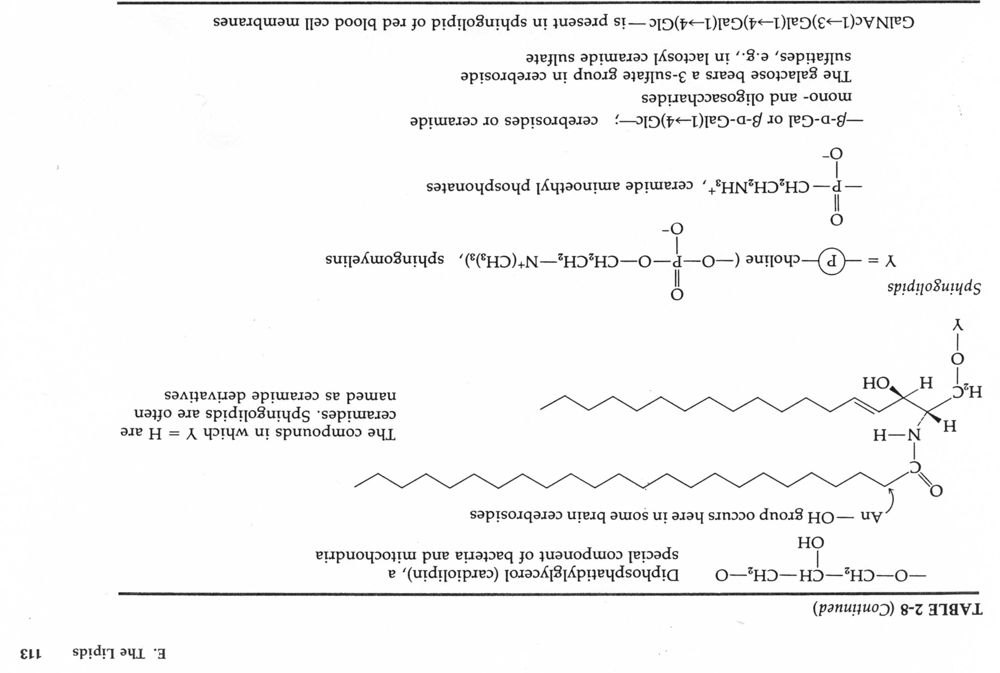 E. The Lipids 113
TABLE 2-8 (Continued)
—O—CH₂—CH—CH₂—O Diphosphatidylglycerol (cardiolipin), a
OH special component of bacteria and mitochondria
An —OH group occurs here in some brain cerebrosides
O
C
N—H
H
The compounds in which Y = H are
ceramides. Sphingolipids are often
named as ceramide derivatives
H₂C H OH
O
Y
Sphingolipids
O
Y = —P—choline (—O—P—O—CH₂CH₂—N⁺(CH₃)₃), sphingomyelins
O⁻
O
—P—CH₂CH₂NH₃⁺, ceramide aminoethyl phosphonates
O⁻
—β-D-Gal or β-D-Gal(1→4)Glc—; cerebrosides or ceramide
mono- and oligosaccharides
The galactose bears a 3-sulfate group in cerebroside
sulfatides, e.g., in lactosyl ceramide sulfate
GalNAc(1→3)Gal(1→4)Gal(1→4)Glc—is present in sphingolipid of red blood cell membranes